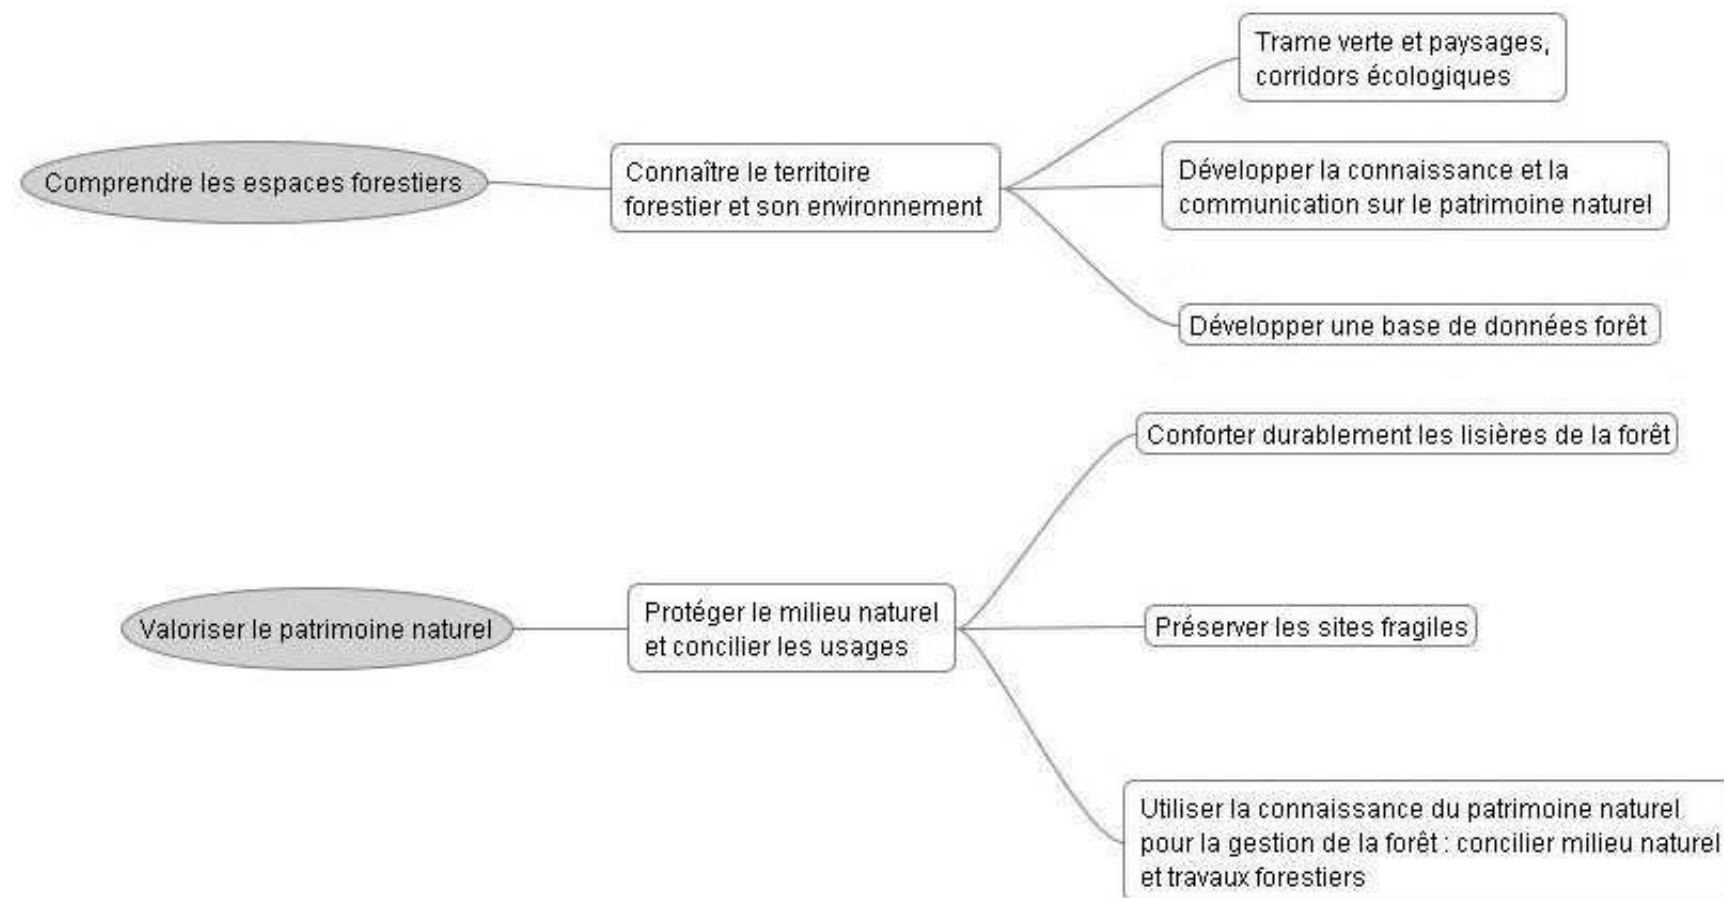 Comprendre les espaces forestiers
Connaître le territoire
forestier et son environnement
Trame verte et paysages,
corridors écologiques
Développer la connaissance et la
communication sur le patrimoine naturel
Développer une base de données forêt
Valoriser le patrimoine naturel
Protéger le milieu naturel
et concilier les usages
Conforter durablement les lisières de la forêt
Préserver les sites fragiles
Utiliser la connaissance du patrimoine naturel
pour la gestion de la forêt : concilier milieu naturel
et travaux forestiers